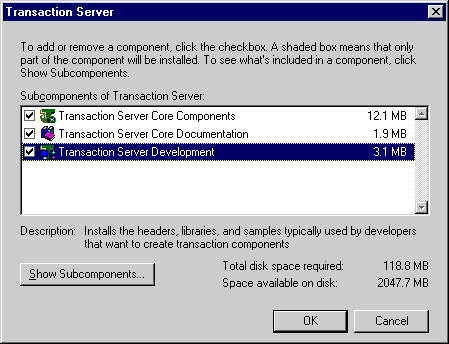 Transaction Server
To add or remove a component, click the checkbox. A shaded box means that only
part of the component will be installed. To see what's included in a component, click
Show Subcomponents.
Subcomponents of Transaction Server:
Transaction Server Core Components 12.1 MB
Transaction Server Core Documentation 1.9 MB
Transaction Server Development 3.1 MB
Description: Installs the headers, libraries, and samples typically used by developers
that want to create transaction components
Show Subcomponents...
Total disk space required: 118.8 MB
Space available on disk: 2047.7 MB
OK
Cancel